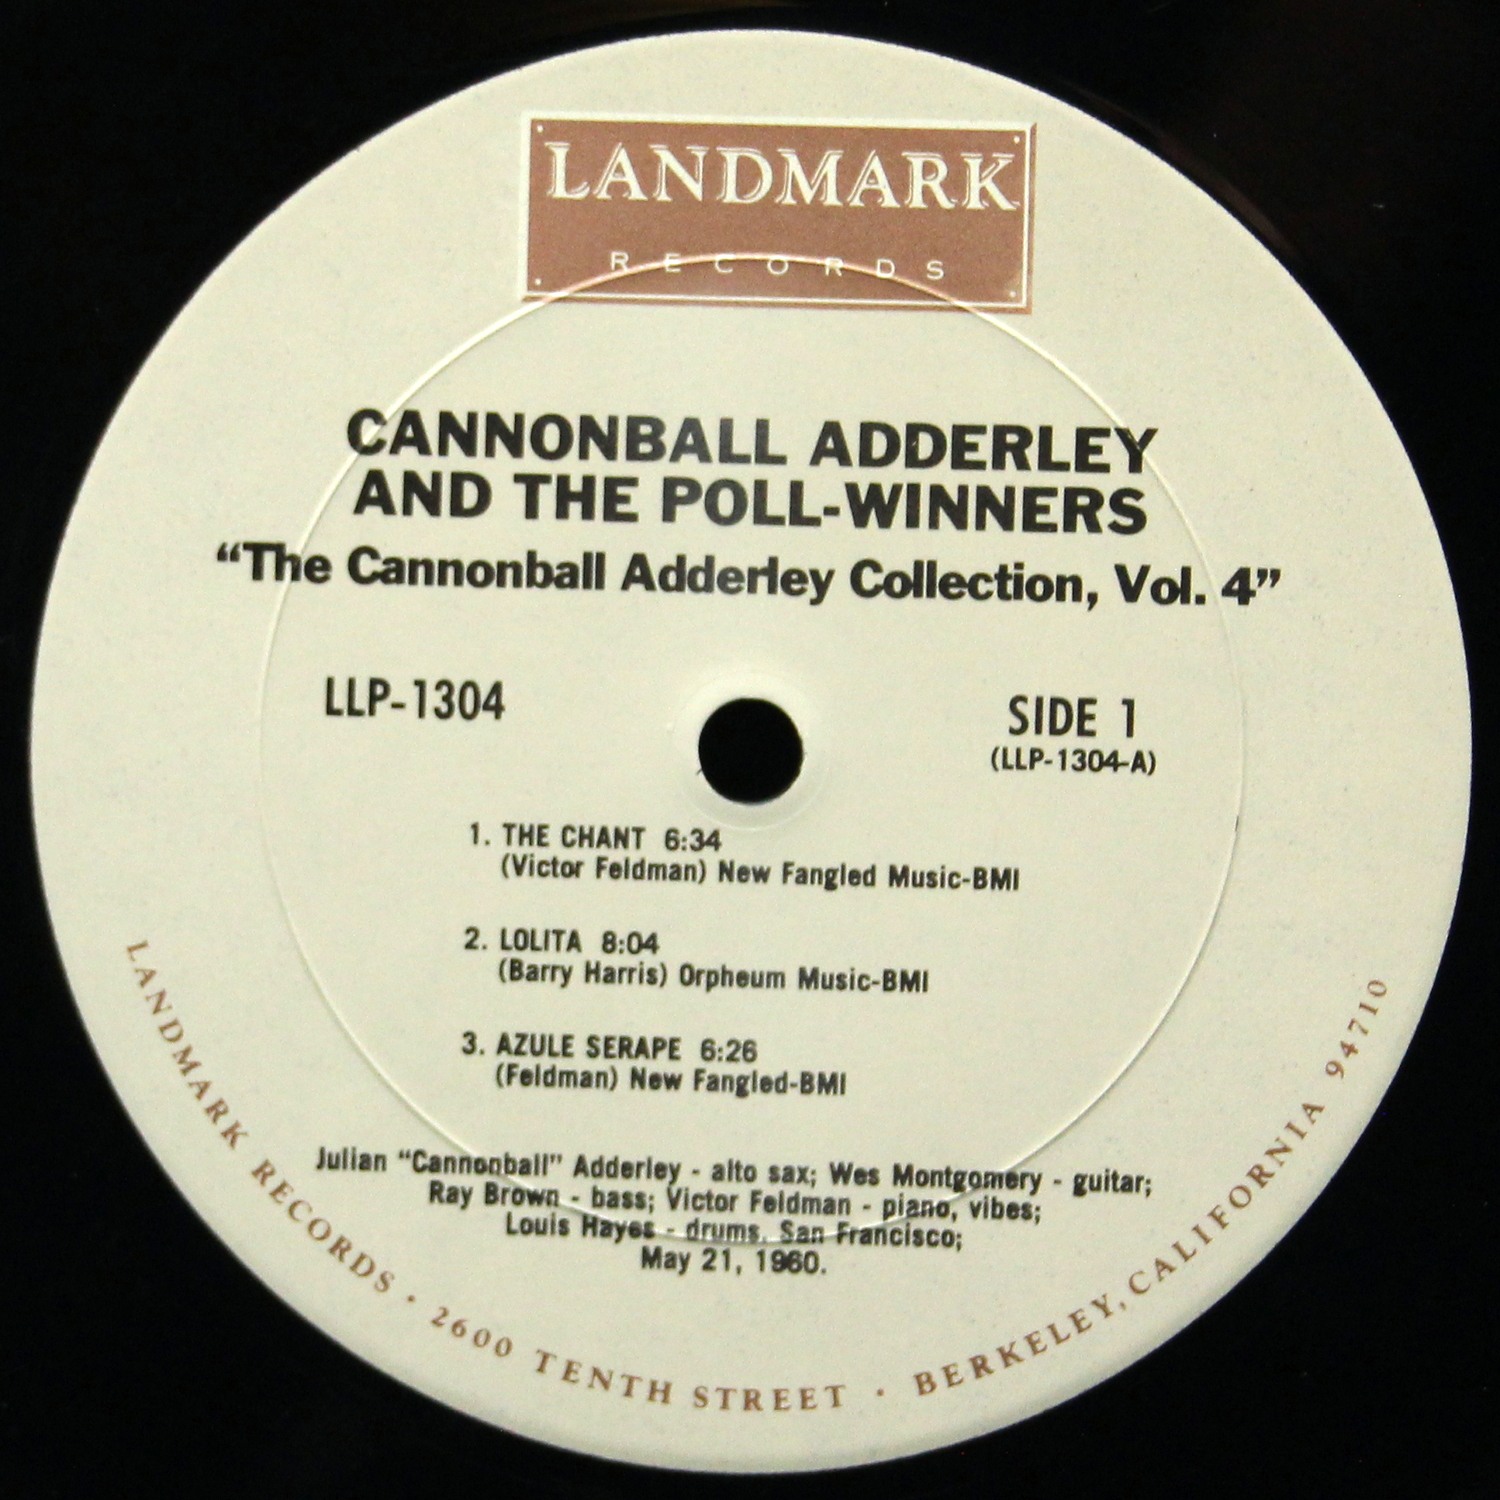 LANDMARK
RECORDS
CANNONBALL ADDERLEY
AND THE POLL-WINNERS
“The Cannonball Adderley Collection, Vol. 4”
LLP-1304
SIDE 1
(LLP-1304-A)
1. THE CHANT 6:34
(Victor Feldman) New Fangled Music-BMI
2. LOLITA 8:04
(Barry Harris) Orpheum Music-BMI
3. AZULE SERAPE 6:26
(Feldman) New Fangled-BMI
Julian “Cannonball” Adderley - alto sax; Wes Montgomery - guitar;
Ray Brown - bass; Victor Feldman - piano, vibes;
Louis Hayes - drums. San Francisco;
May 21, 1960.
LANDMARK RECORDS · 2600 TENTH STREET · BERKELEY, CALIFORNIA 94710